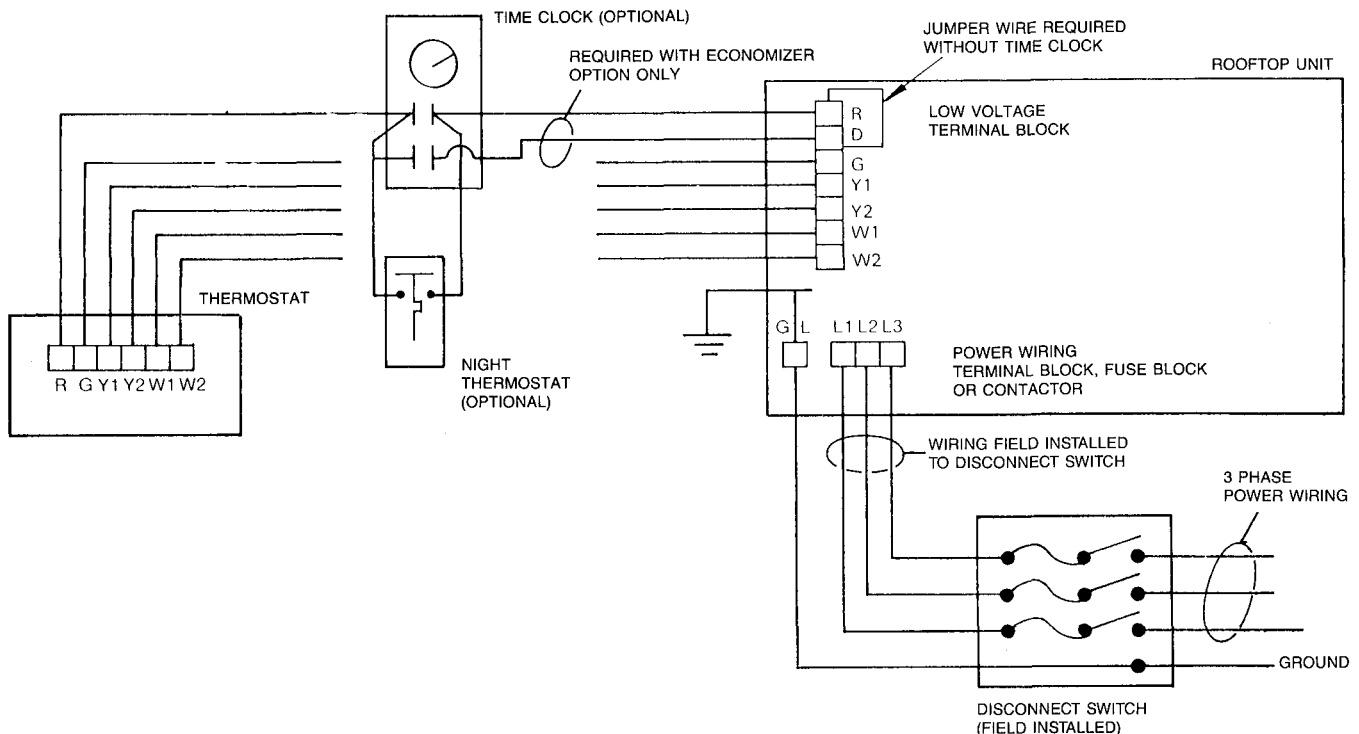 TIME CLOCK (OPTIONAL)
JUMPER WIRE REQUIRED
WITHOUT TIME CLOCK
REQUIRED WITH ECONOMIZER
OPTION ONLY
ROOFTOP UNIT
LOW VOLTAGE
TERMINAL BLOCK
R
D
G
Y1
Y2
W1
W2
THERMOSTAT
R G Y1 Y2 W1 W2
NIGHT
THERMOSTAT
(OPTIONAL)
G L L1 L2 L3
POWER WIRING
TERMINAL BLOCK, FUSE BLOCK
OR CONTACTOR
WIRING FIELD INSTALLED
TO DISCONNECT SWITCH
3 PHASE
POWER WIRING
GROUND
DISCONNECT SWITCH
(FIELD INSTALLED)